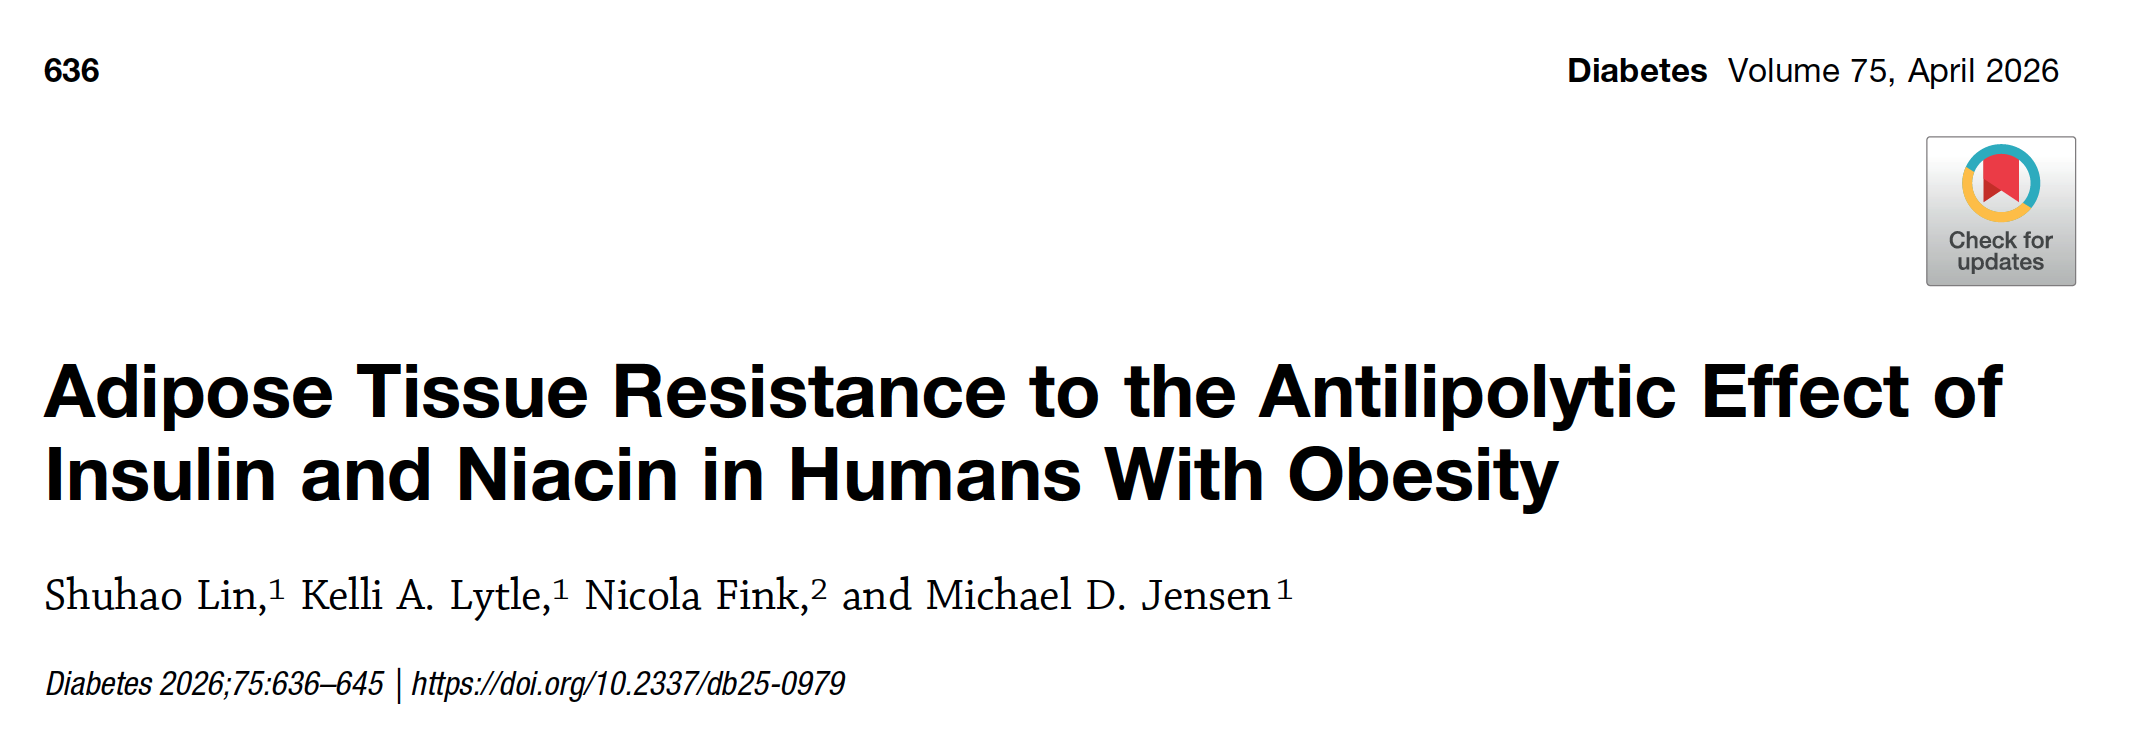 636
Diabetes Volume 75, April 2026
Check for
updates
Adipose Tissue Resistance to the Antilipolytic Effect of
Insulin and Niacin in Humans With Obesity
Shuhao Lin,¹ Kelli A. Lytle,¹ Nicola Fink,² and Michael D. Jensen¹
Diabetes 2026;75:636–645 | https://doi.org/10.2337/db25-0979